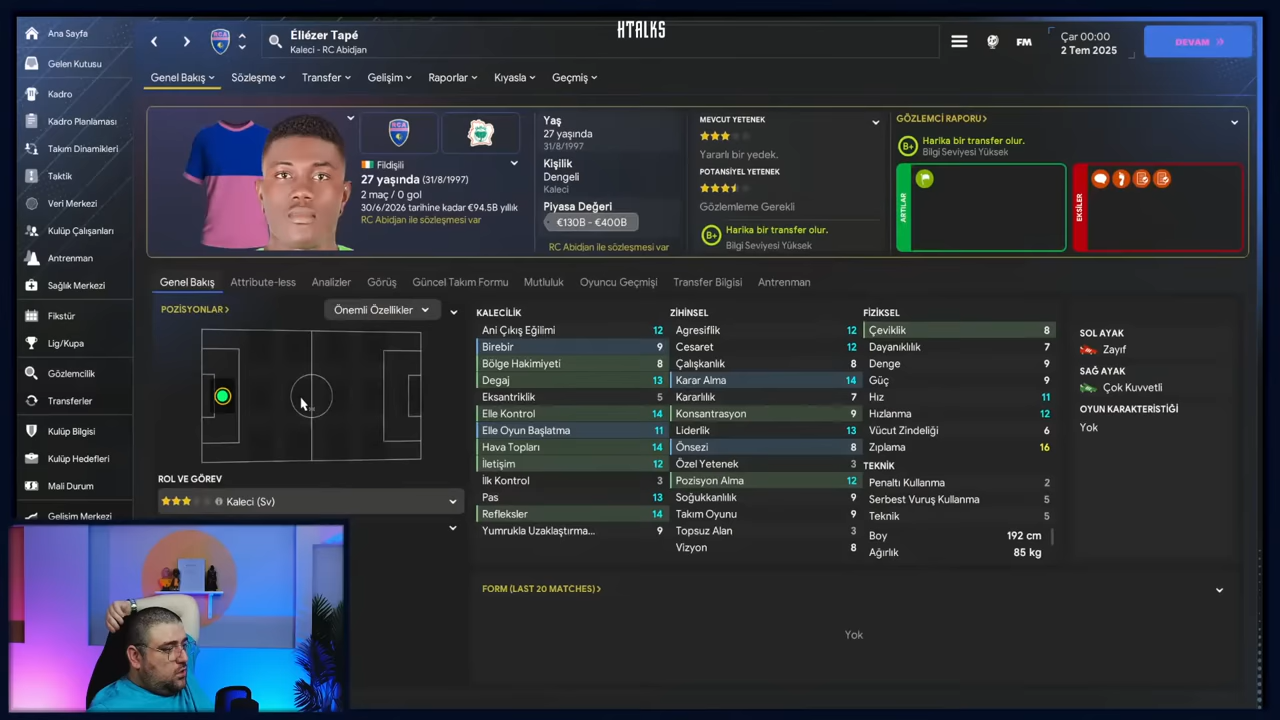 HTALKS
Ana Sayfa
Gelen Kutusu
Kadro
Kadro Planlaması
Takım Dinamikleri
Taktik
Veri Merkezi
Kulüp Çalışanları
Antrenman
Sağlık Merkezi
Fikstür
Lig/Kupa
Gözlemcilik
Transferler
Kulüp Bilgisi
Kulüp Hedefleri
Mali Durum
Gelişim Merkezi
Éliézer Tapé
Kaleci - RC Abidjan
FM
Çar 00:00
2 Tem 2025
DEVAM
Genel Bakış
Sözleşme
Transfer
Gelişim
Raporlar
Kıyasla
Geçmiş
Fildişili
27 yaşında (31/8/1997)
2 maç / 0 gol
30/6/2026 tarihine kadar €94.5B yıllık
RC Abidjan ile sözleşmesi var
Yaş
27 yaşında
31/8/1997
Kişilik
Dengeli
Kaleci
Piyasa Değeri
€130B - €400B
RC Abidjan ile sözleşmesi var
MEVCUT YETENEK
Yararlı bir yedek.
POTANSİYEL YETENEK
Gözlemleme Gerekli
B+ Harika bir transfer olur.
Bilgi Seviyesi Yüksek
GÖZLEMCİ RAPORU
B+ Harika bir transfer olur.
Bilgi Seviyesi Yüksek
ARTILAR
EKSİLER
Genel Bakış
Attribute-less
Analizler
Görüş
Güncel Takım Formu
Mutluluk
Oyuncu Geçmişi
Transfer Bilgisi
Antrenman
POZİSYONLAR
Önemli Özellikler
ROL VE GÖREV
Kaleci (Sv)
KALECİLİK
Ani Çıkış Eğilimi 12
Birebir 9
Bölge Hakimiyeti 8
Degaj 13
Eksantriklik 5
Elle Kontrol 14
Elle Oyun Başlatma 11
Hava Topları 14
İletişim 12
İlk Kontrol 3
Pas 13
Refleksler 14
Yumrukla Uzaklaştırma... 9
ZİHİNSEL
Agresiflik 12
Cesaret 12
Çalışkanlık 8
Karar Alma 14
Kararlılık 7
Konsantrasyon 9
Liderlik 13
Önsezi 8
Özel Yetenek 3
Pozisyon Alma 12
Soğukkanlılık 9
Takım Oyunu 9
Topsuz Alan 3
Vizyon 8
FİZİKSEL
Çeviklik 8
Dayanıklılık 7
Denge 9
Güç 9
Hız 11
Hızlanma 12
Vücut Zindeliği 6
Zıplama 16
TEKNİK
Penaltı Kullanma 2
Serbest Vuruş Kullanma 5
Teknik 5
Boy 192 cm
Ağırlık 85 kg
SOL AYAK
Zayıf
SAĞ AYAK
Çok Kuvvetli
OYUN KARAKTERİSTİĞİ
Yok
FORM (LAST 20 MATCHES)
Yok